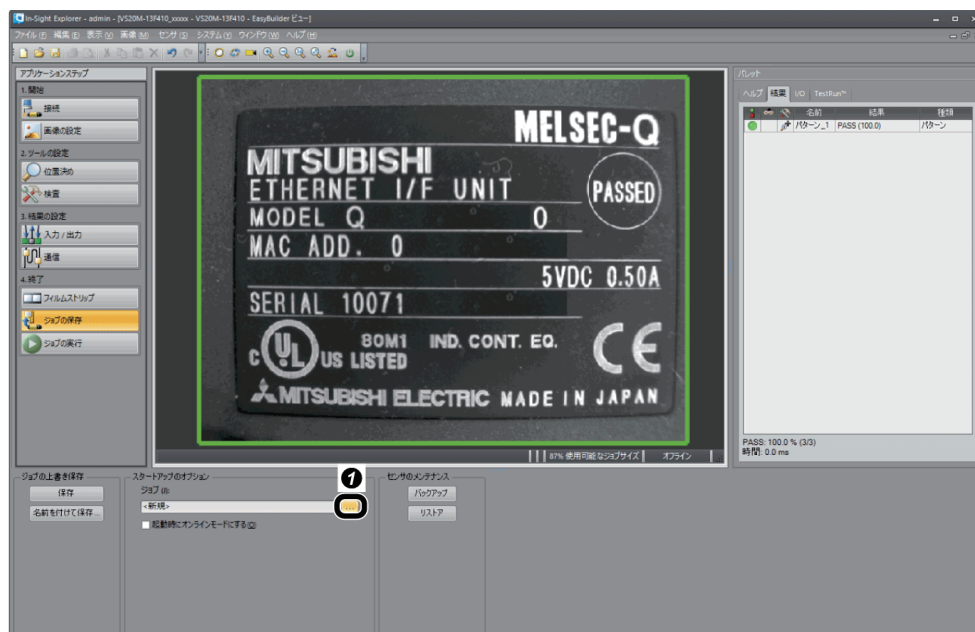 In-Sight Explorer - admin - [VS20M-13F410_xxxxx - VS20M-13F410 - EasyBuilder ビュー]
ファイル(F) 編集(E) 表示(V) 画像(M) センサ(S) システム(Y) ウィンドウ(W) ヘルプ(H)
アプリケーションステップ
1. 開始
接続
画像の設定
2. ツールの設定
位置決め
検査
3. 結果の設定
入力 / 出力
通信
4. 終了
フィルムストリップ
ジョブの保存
ジョブの実行
MELSEC-Q
MITSUBISHI
ETHERNET I/F UNIT
PASSED
MODEL Q 0
MAC ADD. 0
5VDC 0.50A
SERIAL 10071
C UL US LISTED
80M1 IND. CONT. EQ.
CE
MITSUBISHI ELECTRIC MADE IN JAPAN
87% 使用可能なジョブサイズ オフライン
パレット
ヘルプ 結果 I/O TestRun™
名前 結果 種類
パターン_1 PASS (100.0) パターン
PASS: 100.0 % (3/3)
時間: 0.0 ms
ジョブの上書き保存
保存
名前を付けて保存...
スタートアップのオプション
ジョブ(J):
<新規>
...
1
起動時にオンラインモードにする(O)
センサのメンテナンス
バックアップ
リストア